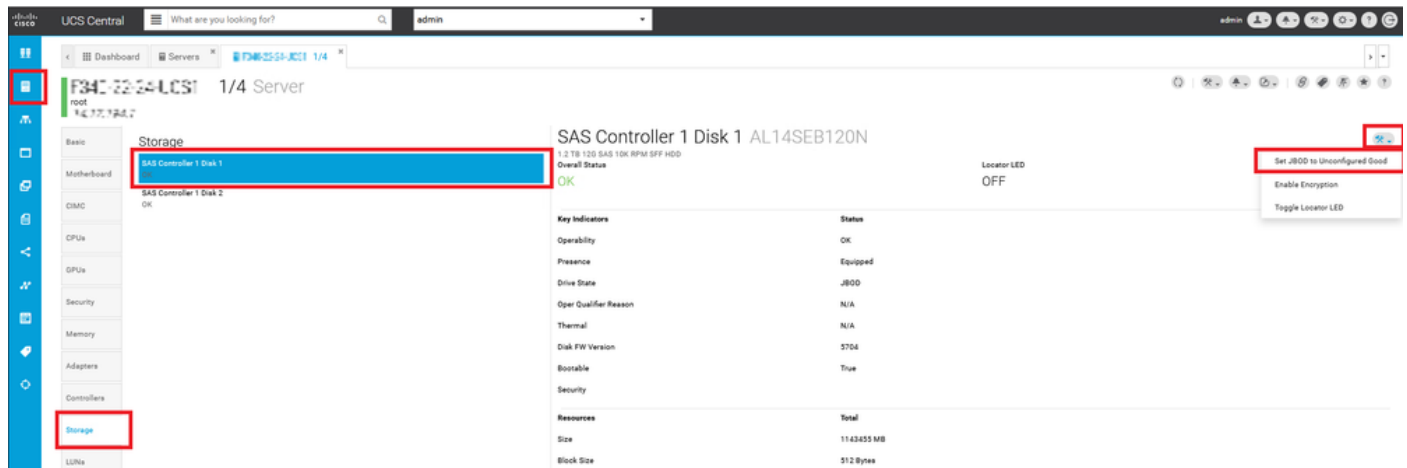 cisco UCS Central What are you looking for? admin admin
Dashboard Servers 1/4
1/4 Server
root
Basic
Motherboard
CIMC
CPUs
GPUs
Security
Memory
Adapters
Controllers
Storage
LUNs
Storage
SAS Controller 1 Disk 1
OK
SAS Controller 1 Disk 2
OK
SAS Controller 1 Disk 1 AL14SEB120N
1.2 TB 12G SAS 10K RPM SFF HDD
Overall Status Locator LED
OK OFF
Set JBOD to Unconfigured Good
Enable Encryption
Toggle Locator LED
Key Indicators Status
Operability OK
Presence Equipped
Drive State JBOD
Oper Qualifier Reason N/A
Thermal N/A
Disk FW Version 5704
Bootable True
Security
Resources Total
Size 1143455 MB
Block Size 512 Bytes